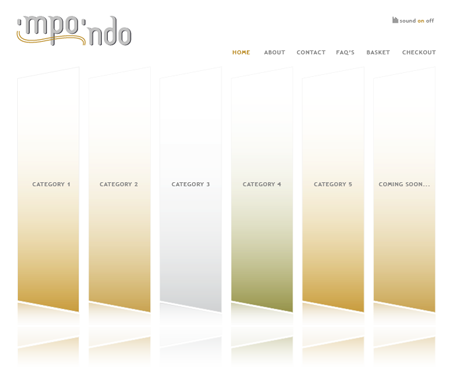 'mpo'ndo
sound on off
HOME ABOUT CONTACT FAQ'S BASKET CHECKOUT
CATEGORY 1 CATEGORY 2 CATEGORY 3 CATEGORY 4 CATEGORY 5 COMING SOON...